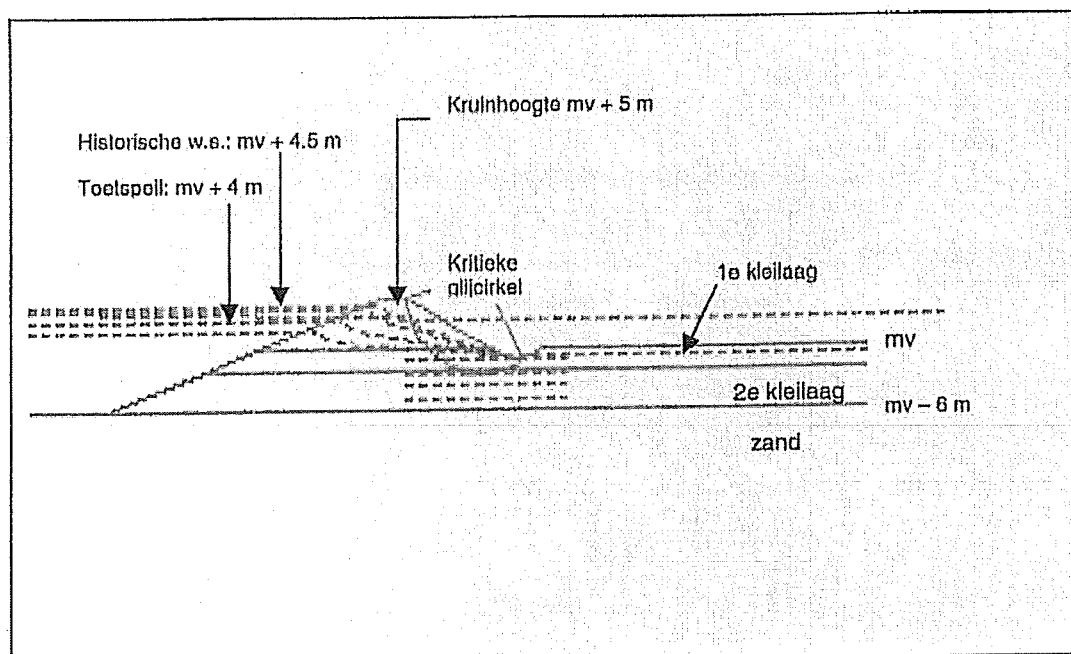 Kruinhoogte mv + 5 m
Historische w.s.: mv + 4.5 m
Toetspeil: mv + 4 m
Kritieke
glijcirkel
1e kleilaag
mv
2e kleilaag
mv – 6 m
zand